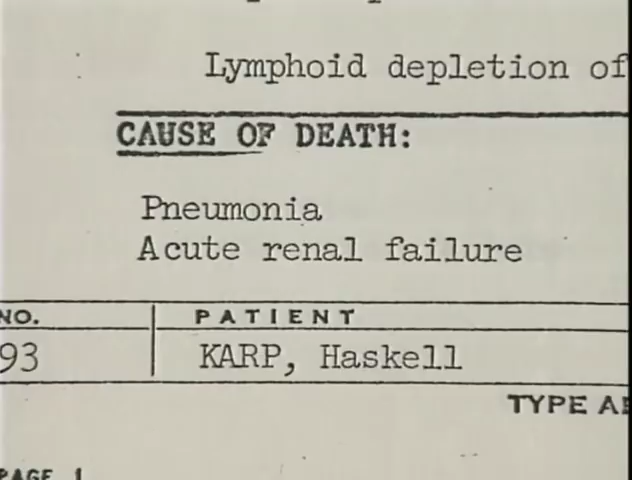 Lymphoid depletion of
CAUSE OF DEATH:
Pneumonia
Acute renal failure
NO. PATIENT
93 KARP, Haskell
TYPE
PAGE 1